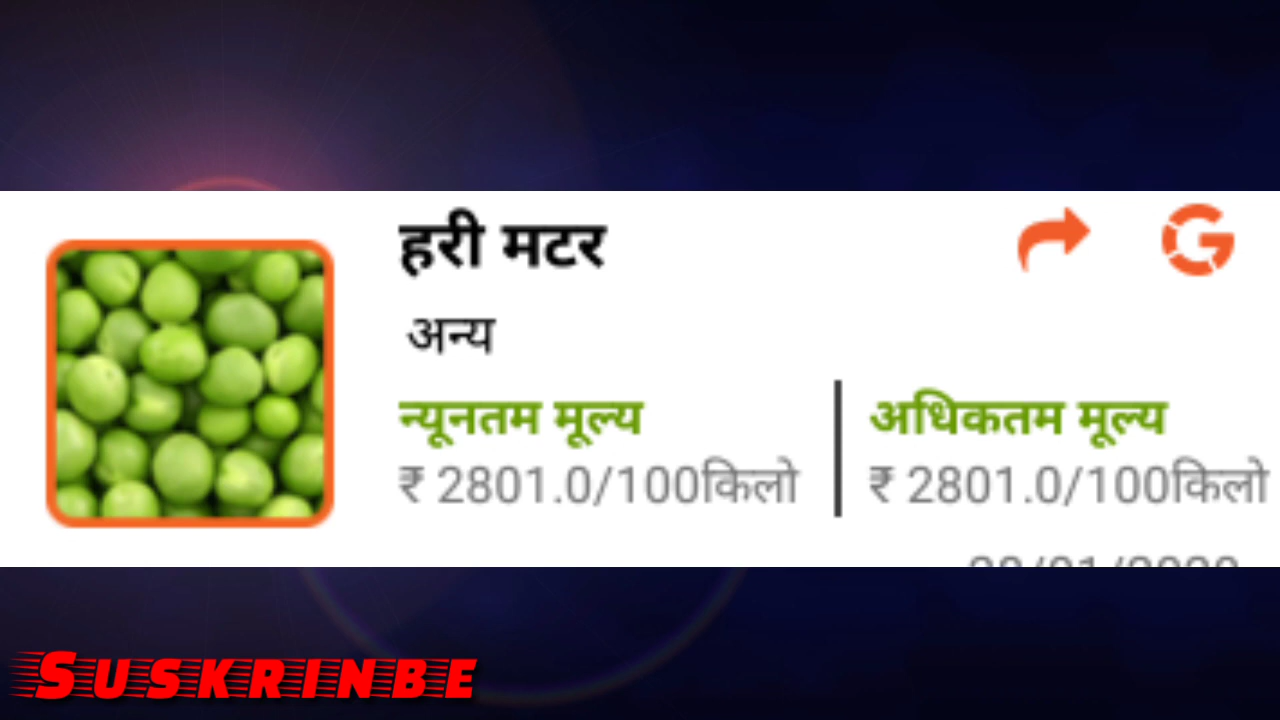 हरी मटर
अन्य
न्यूनतम मूल्य
₹ 2801.0/100किलो
अधिकतम मूल्य
₹ 2801.0/100किलो
SUSKRINBE